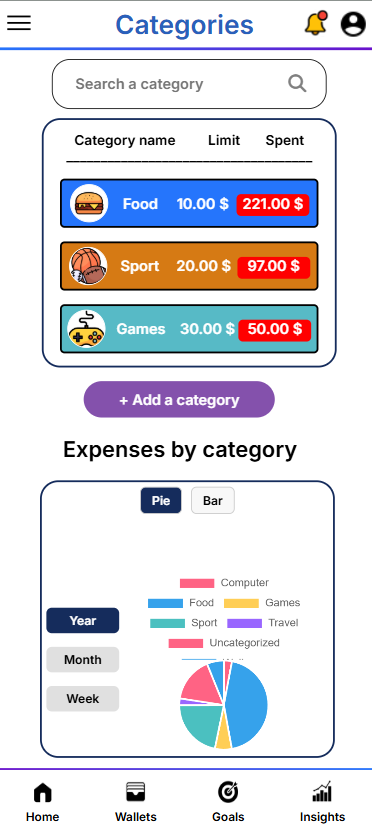 Categories
Search a category
Category name Limit Spent
Food 10.00 $ 221.00 $
Sport 20.00 $ 97.00 $
Games 30.00 $ 50.00 $
+ Add a category
Expenses by category
Pie Bar
Computer
Food Games
Year Sport Travel
Uncategorized
Month
Week
Home Wallets Goals Insights